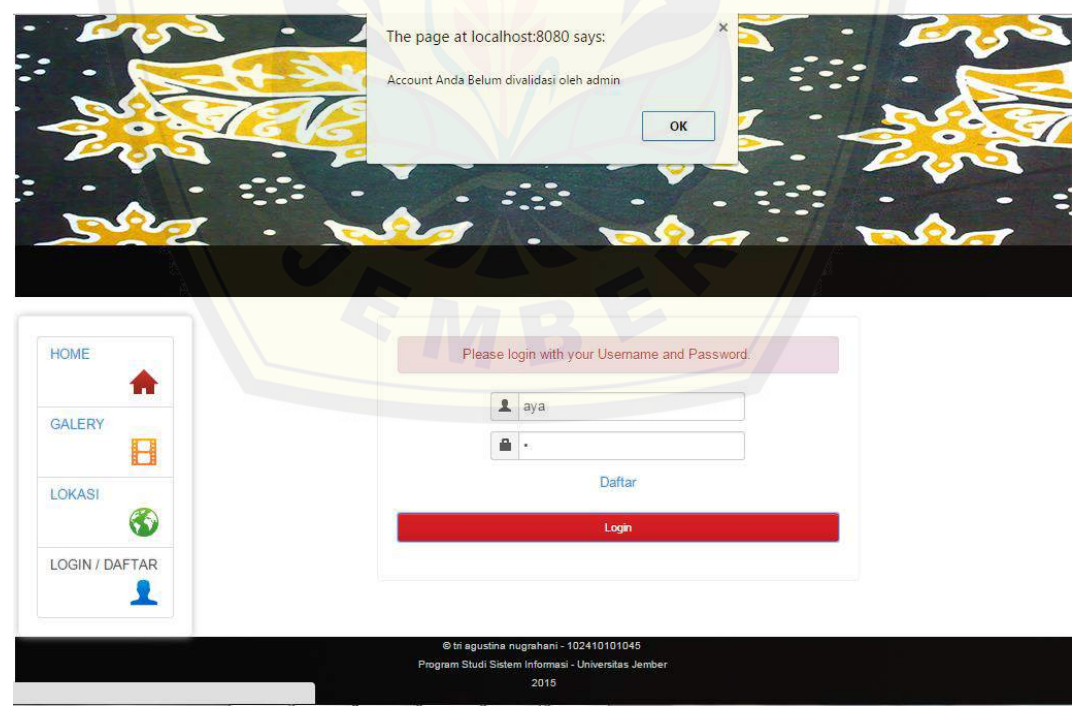 The page at localhost:8080 says:
×
Account Anda Belum divalidasi oleh admin
OK
JEMBER
HOME
GALERY
LOKASI
LOGIN / DAFTAR
Please login with your Username and Password.
aya
Daftar
Login
© tri agustina nugrahani - 102410101045
Program Studi Sistem Informasi - Universitas Jember
2015